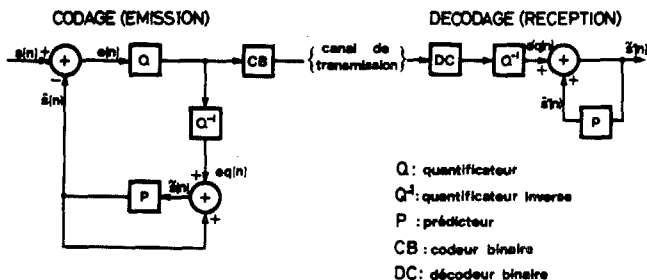 CODAGE (EMISSION)
DECODAGE (RECEPTION)
s(n) + + e(n) Q CB
{ canal de
transmission }
DC Q⁻¹ + + s̃'(n)
- ŝ(n)
Q⁻¹
ŝ'(n)
P
+ eq(n)
P s̃(n) +
+
Q: quantificateur
Q⁻¹: quantificateur inverse
P: prédicteur
CB: codeur binaire
DC: décodeur binaire